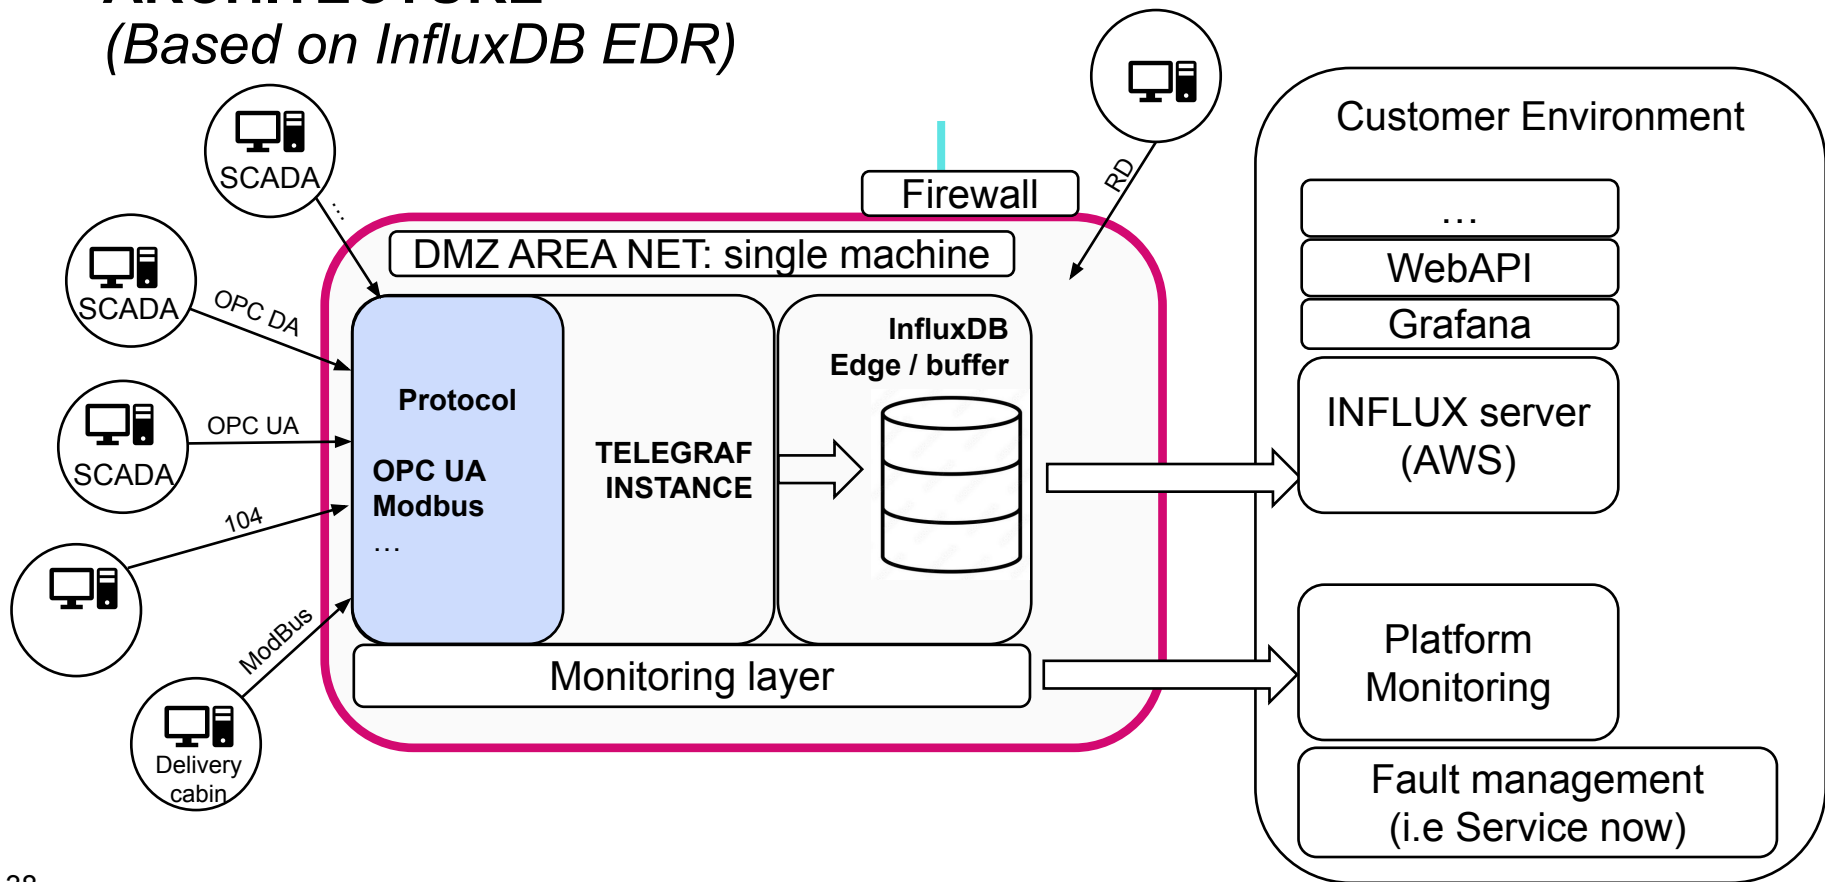 ARCHITECTURE
(Based on InfluxDB EDR)
SCADA
...
SCADA
OPC DA
SCADA
OPC UA
104
ModBus
Delivery
cabin
RD
Firewall
DMZ AREA NET: single machine
Protocol
OPC UA
Modbus
...
TELEGRAF
INSTANCE
InfluxDB
Edge / buffer
Monitoring layer
Customer Environment
...
WebAPI
Grafana
INFLUX server
(AWS)
Platform
Monitoring
Fault management
(i.e Service now)